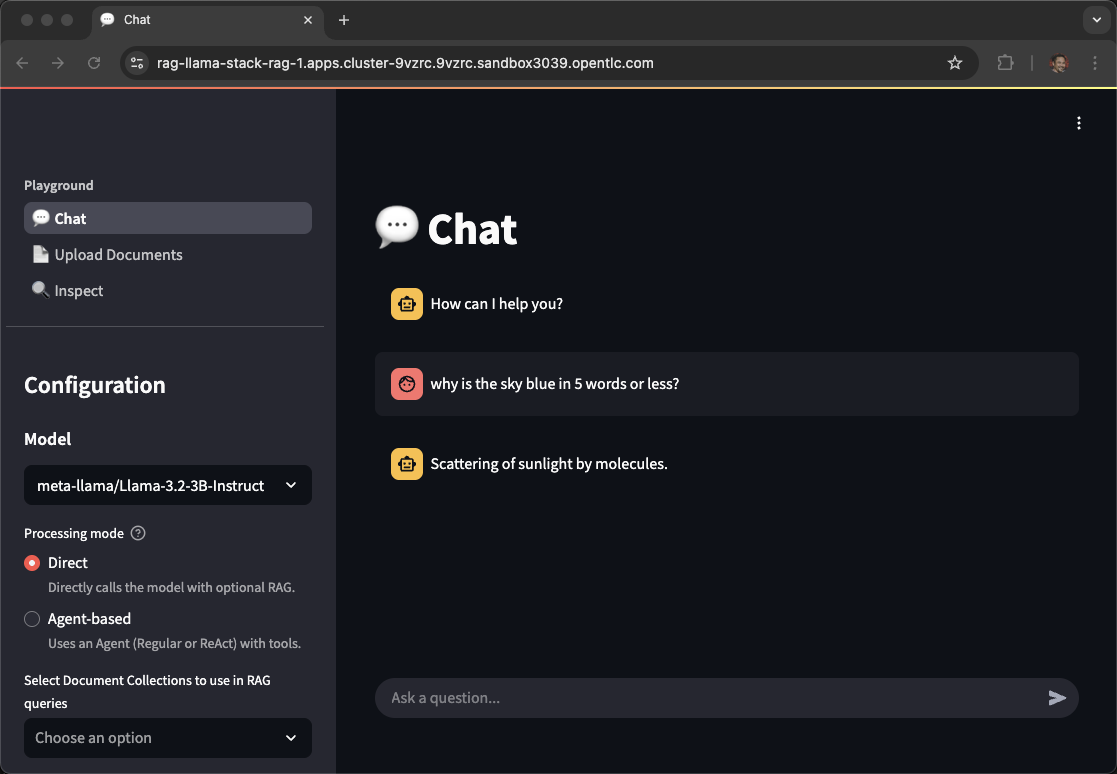 Chat
rag-llama-stack-rag-1.apps.cluster-9vzrc.9vzrc.sandbox3039.opentlc.com
Playground
Chat
Upload Documents
Inspect
Configuration
Model
meta-llama/Llama-3.2-3B-Instruct
Processing mode
Direct
Directly calls the model with optional RAG.
Agent-based
Uses an Agent (Regular or ReAct) with tools.
Select Document Collections to use in RAG
queries
Choose an option
Chat
How can I help you?
why is the sky blue in 5 words or less?
Scattering of sunlight by molecules.
Ask a question...